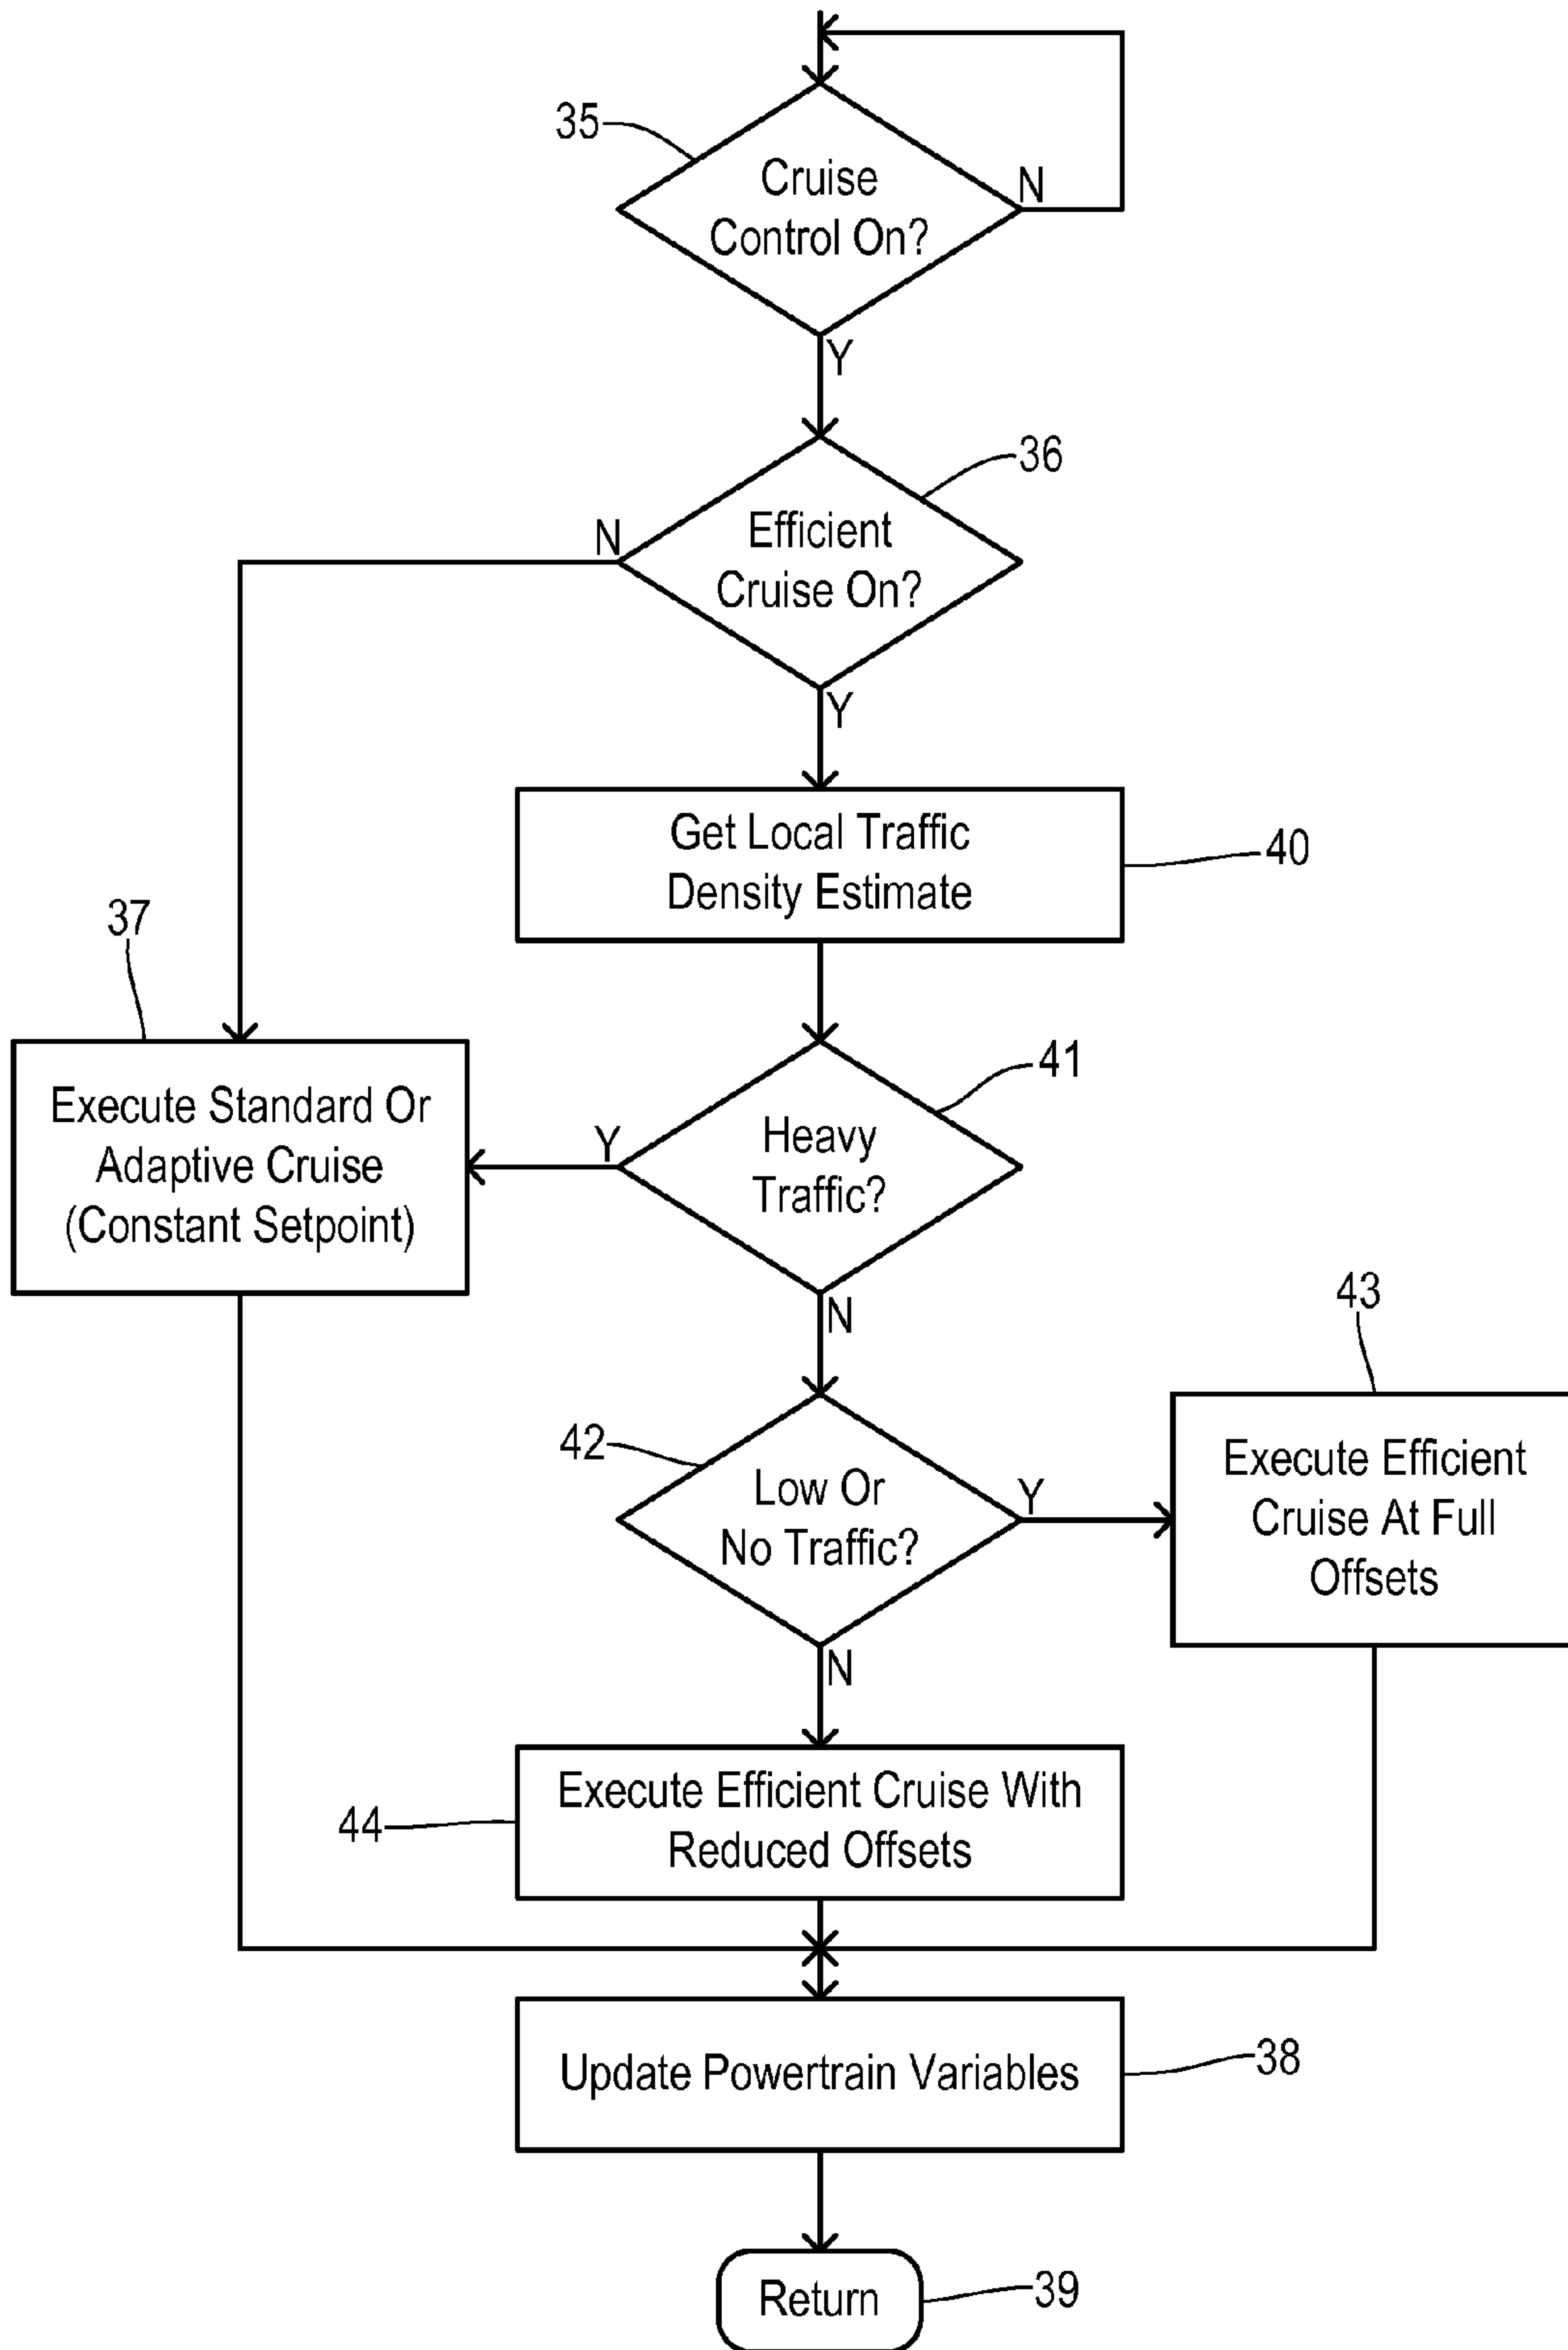 35
Cruise
Control On?
N
Y
36
Efficient
Cruise On?
N
Y
Get Local Traffic
Density Estimate
40
37
Execute Standard Or
Adaptive Cruise
(Constant Setpoint)
41
Heavy
Traffic?
Y
N
42
Low Or
No Traffic?
Y
N
43
Execute Efficient
Cruise At Full
Offsets
44
Execute Efficient Cruise With
Reduced Offsets
Update Powertrain Variables
38
Return
39